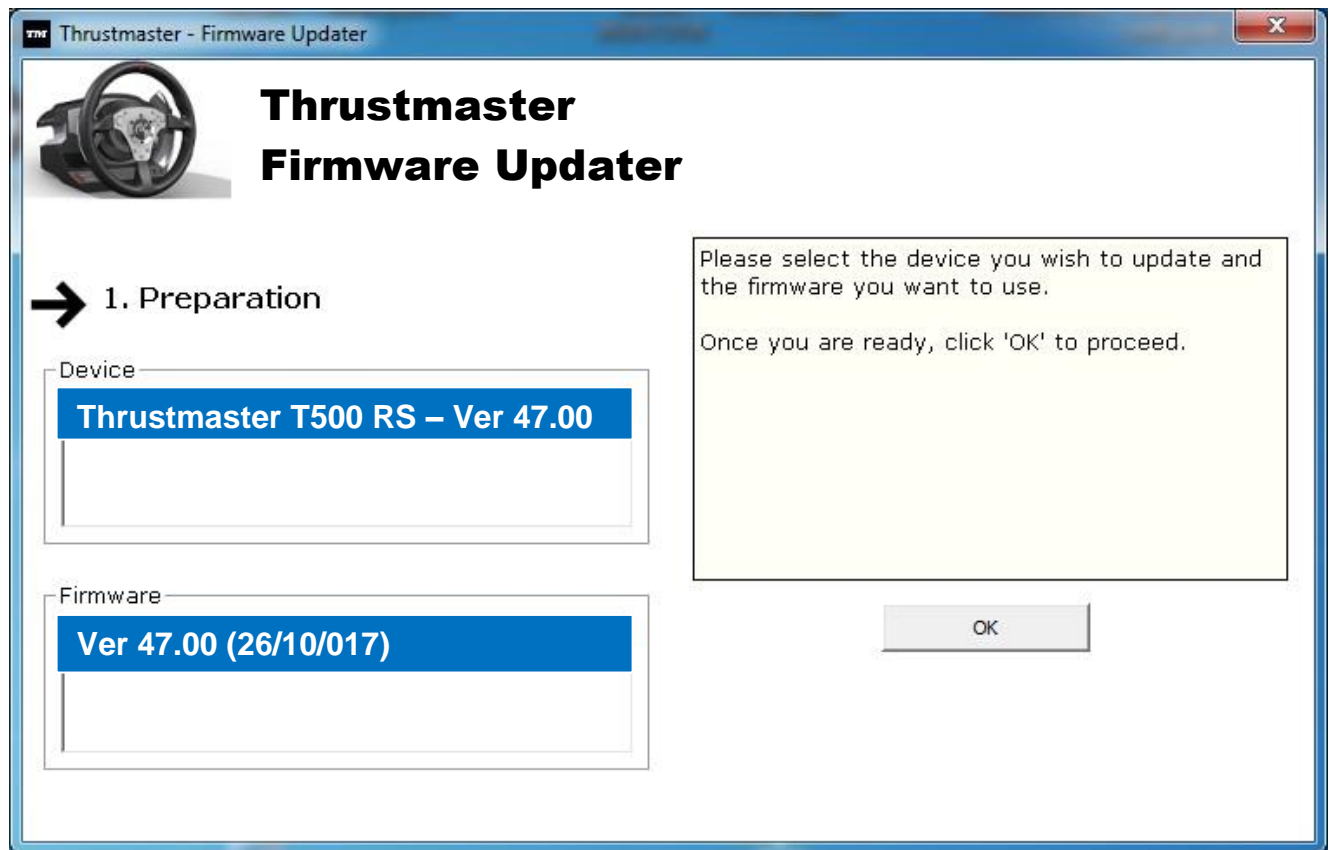 Thrustmaster - Firmware Updater
Thrustmaster
Firmware Updater
1. Preparation
Device
Thrustmaster T500 RS – Ver 47.00
Firmware
Ver 47.00 (26/10/017)
Please select the device you wish to update and
the firmware you want to use.
Once you are ready, click 'OK' to proceed.
OK